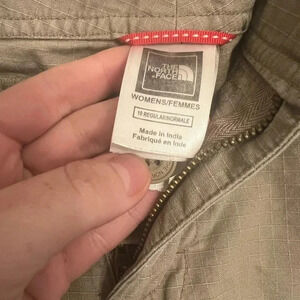 THE
NORTH
FACE
WOMENS/FEMMES
10 REGULAR/NORMALE
Made in India
Fabriqué en Inde